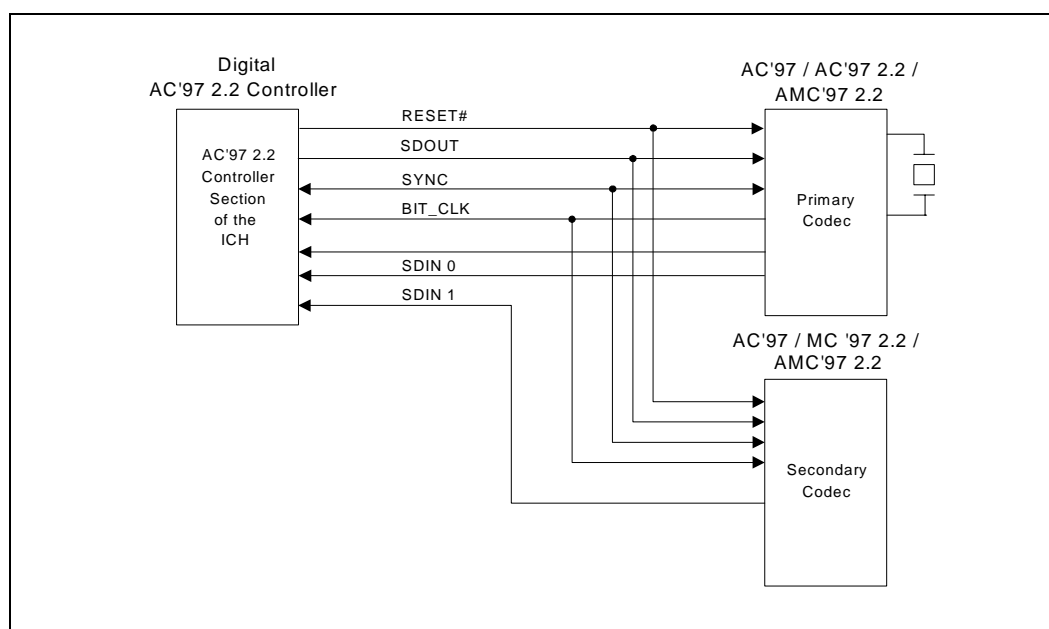 Digital
AC'97 2.2 Controller
AC'97 / AC'97 2.2 /
AMC'97 2.2
RESET#
SDOUT
SYNC
BIT_CLK
SDIN 0
SDIN 1
AC'97 2.2
Controller
Section
of the
ICH
Primary
Codec
AC'97 / MC '97 2.2 /
AMC'97 2.2
Secondary
Codec